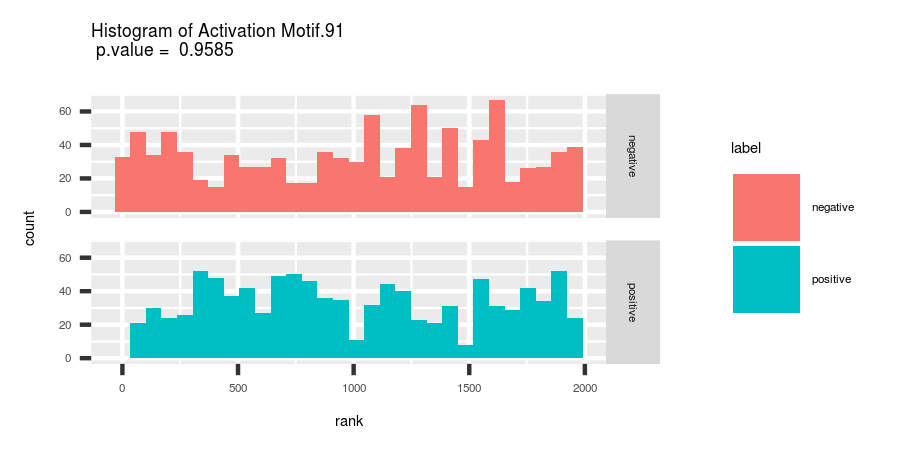 Histogram of Activation Motif.91
p.value = 0.9585
count
60
40
20
0
negative
60
40
20
0
positive
0 500 1000 1500 2000
rank
label
negative
positive